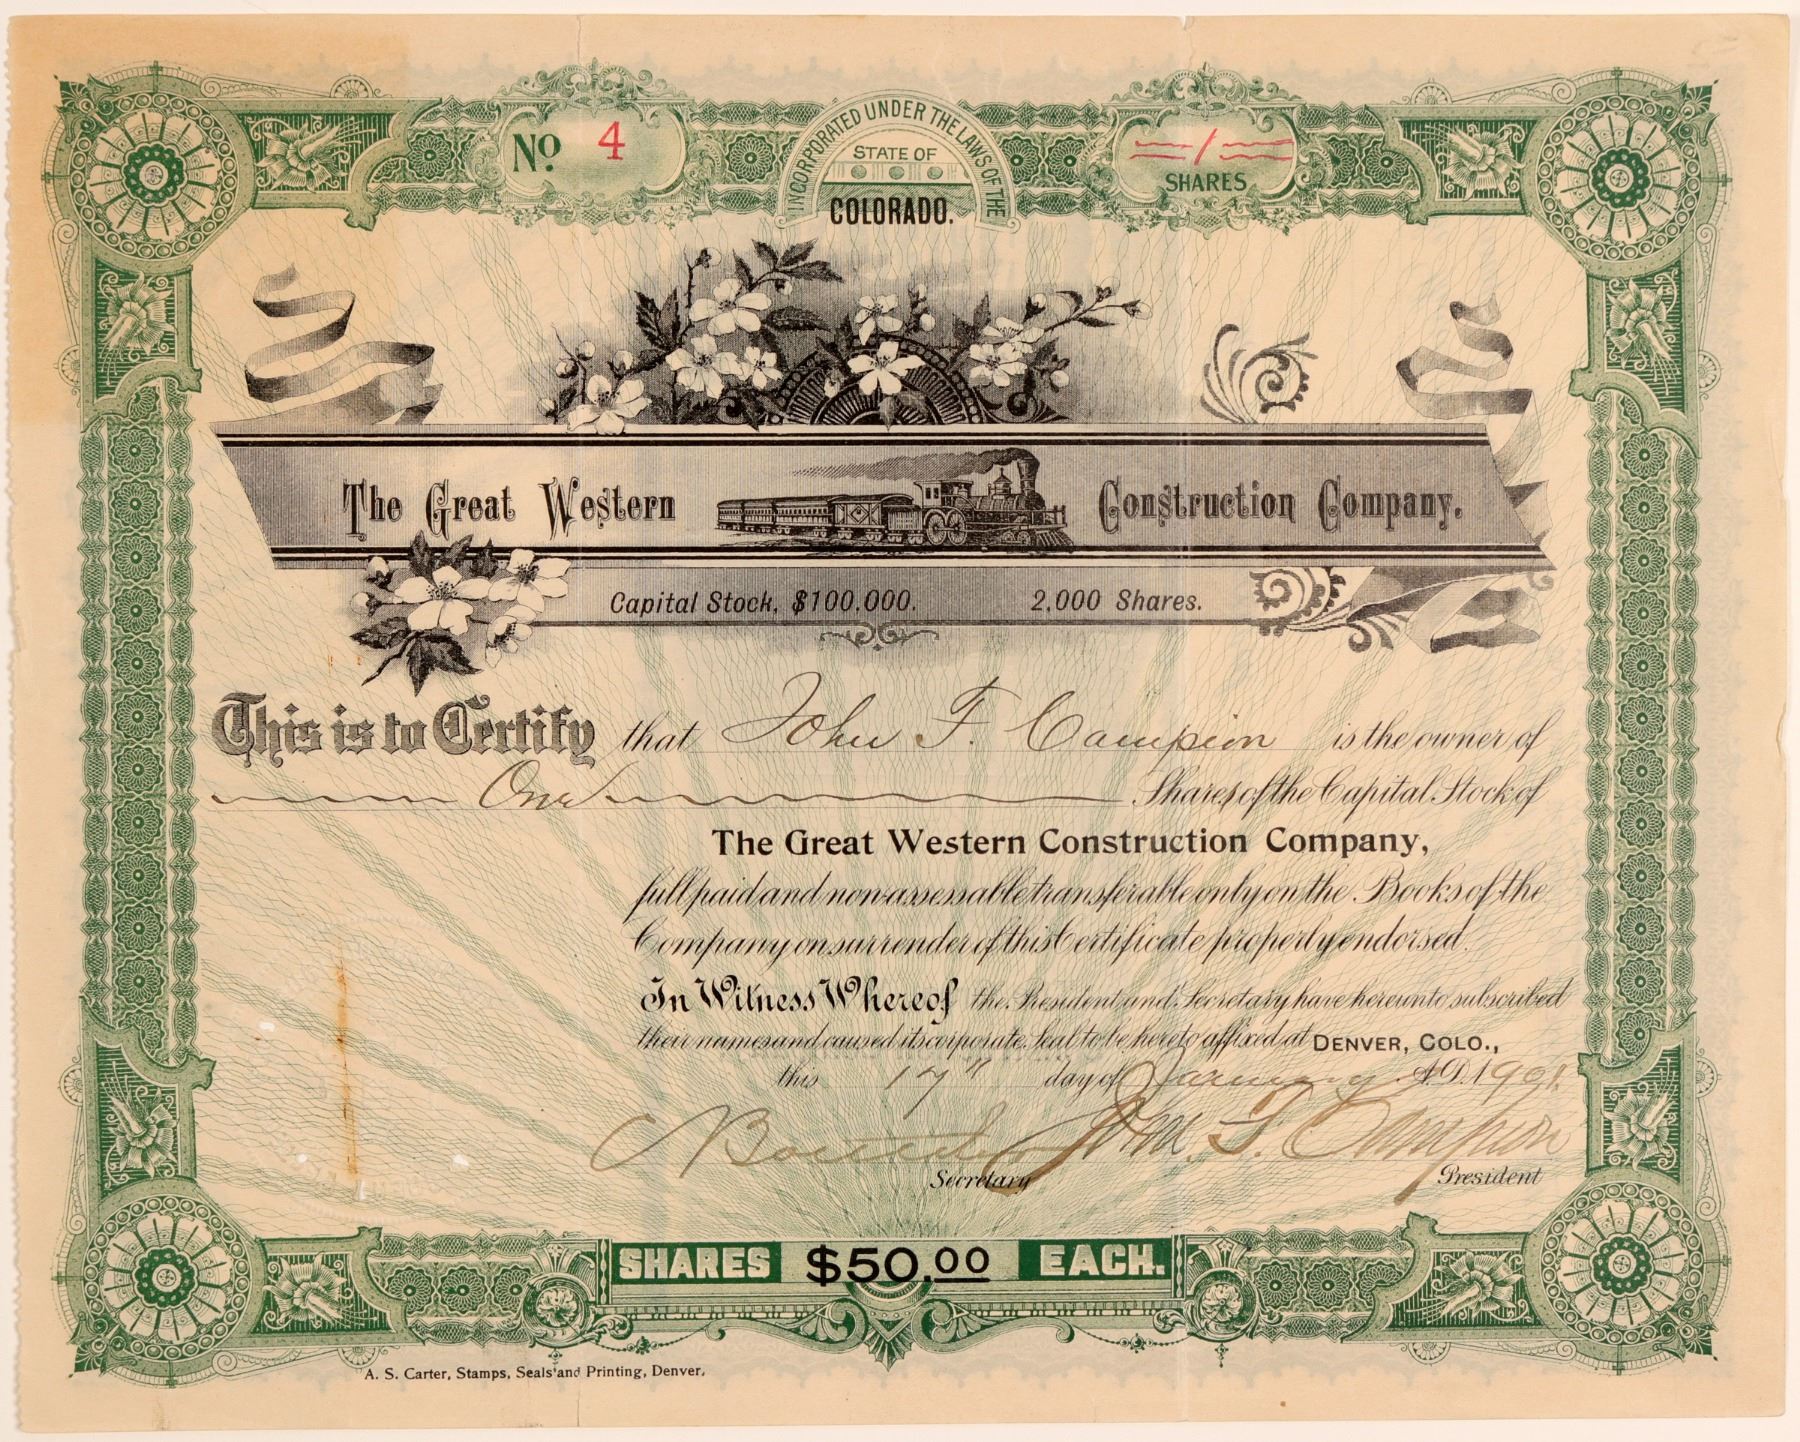 No. 4
INCORPORATED UNDER THE LAWS OF THE
STATE OF
COLORADO.
1
SHARES
The Great Western Construction Company.
Capital Stock, $100,000. 2,000 Shares.
This is to Certify that John F. Campion is the owner of
One Shares of the Capital Stock of
The Great Western Construction Company,
full paid and non-assessable transferable only on the Books of the
Company on surrender of this Certificate properly endorsed.
In Witness Whereof the President and Secretary have hereunto subscribed
their names and caused its corporate Seal to be hereto affixed at DENVER, COLO.,
this 17" day of January A.D. 1901.
John F. Campion
Secretary President
SHARES $50.00 EACH.
A. S. Carter, Stamps, Seals and Printing, Denver,